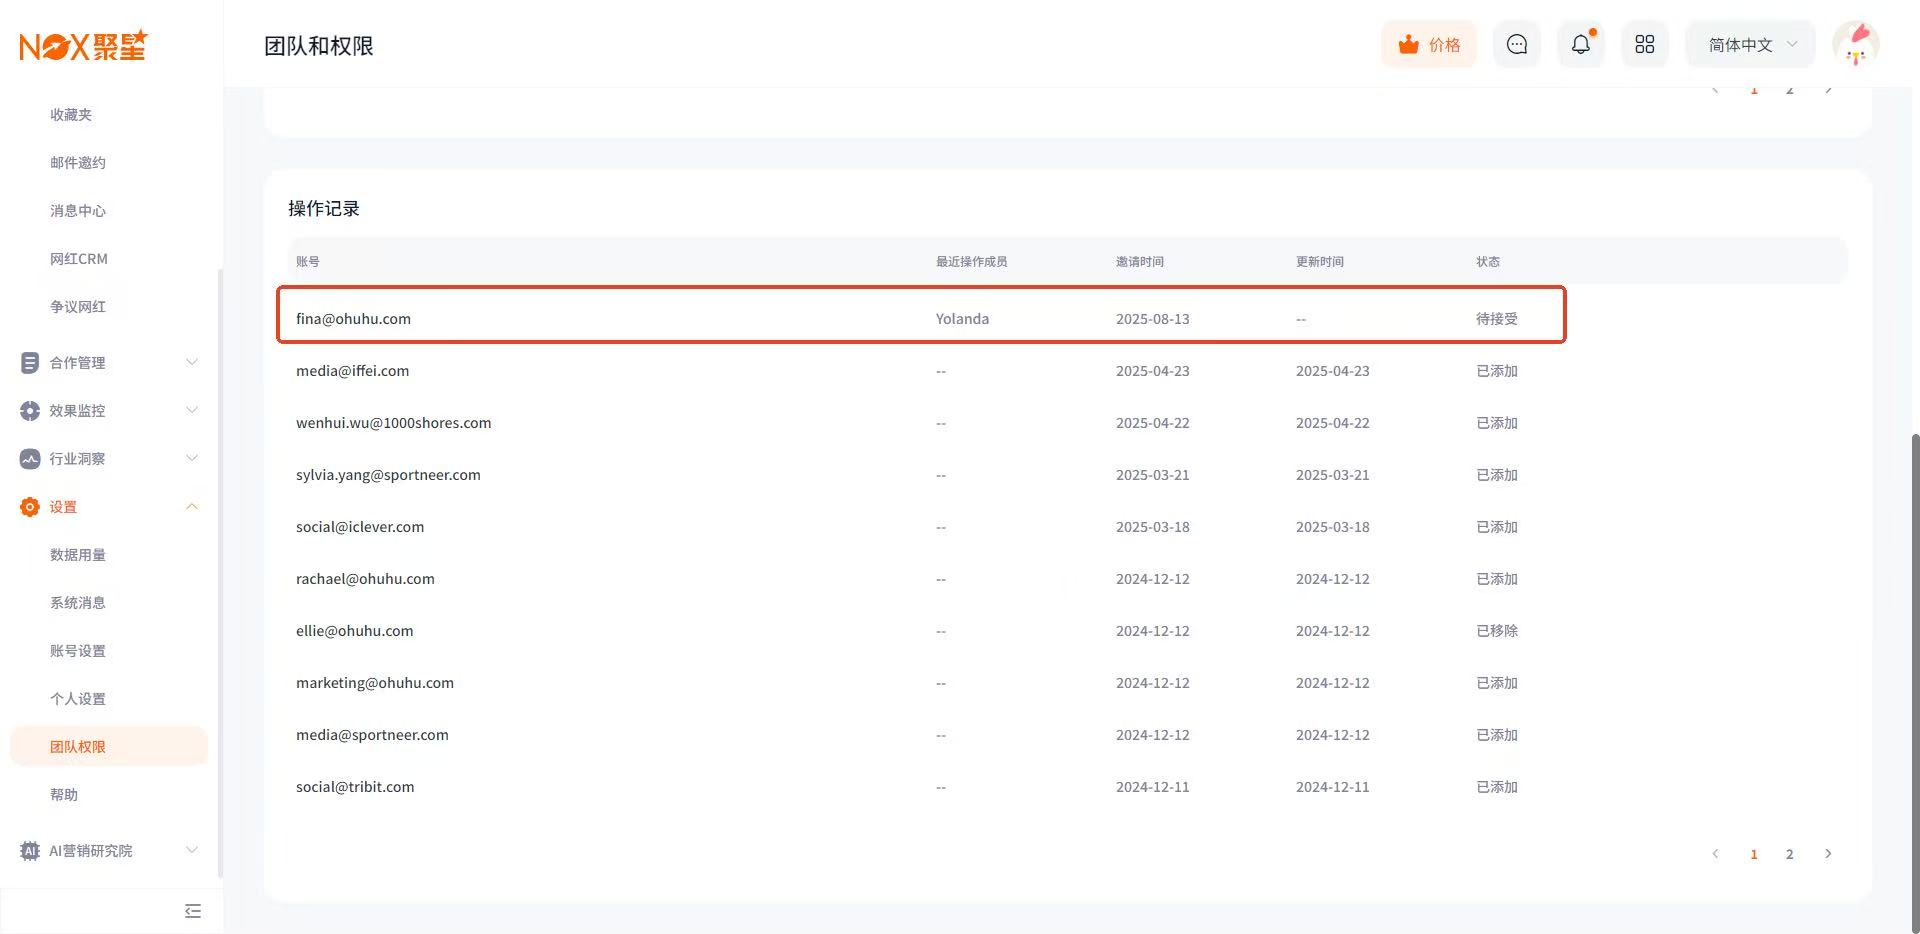 NOX聚星
团队和权限
价格
简体中文
收藏夹
邮件邀约
消息中心
网红CRM
争议网红
合作管理
效果监控
行业洞察
设置
数据用量
系统消息
账号设置
个人设置
团队权限
帮助
AI营销研究院
1 2
操作记录
账号 最近操作成员 邀请时间 更新时间 状态
fina@ohuhu.com Yolanda 2025-08-13 -- 待接受
media@iffei.com -- 2025-04-23 2025-04-23 已添加
wenhui.wu@1000shores.com -- 2025-04-22 2025-04-22 已添加
sylvia.yang@sportneer.com -- 2025-03-21 2025-03-21 已添加
social@iclever.com -- 2025-03-18 2025-03-18 已添加
rachael@ohuhu.com -- 2024-12-12 2024-12-12 已添加
ellie@ohuhu.com -- 2024-12-12 2024-12-12 已移除
marketing@ohuhu.com -- 2024-12-12 2024-12-12 已添加
media@sportneer.com -- 2024-12-12 2024-12-12 已添加
social@tribit.com -- 2024-12-11 2024-12-11 已添加
1 2